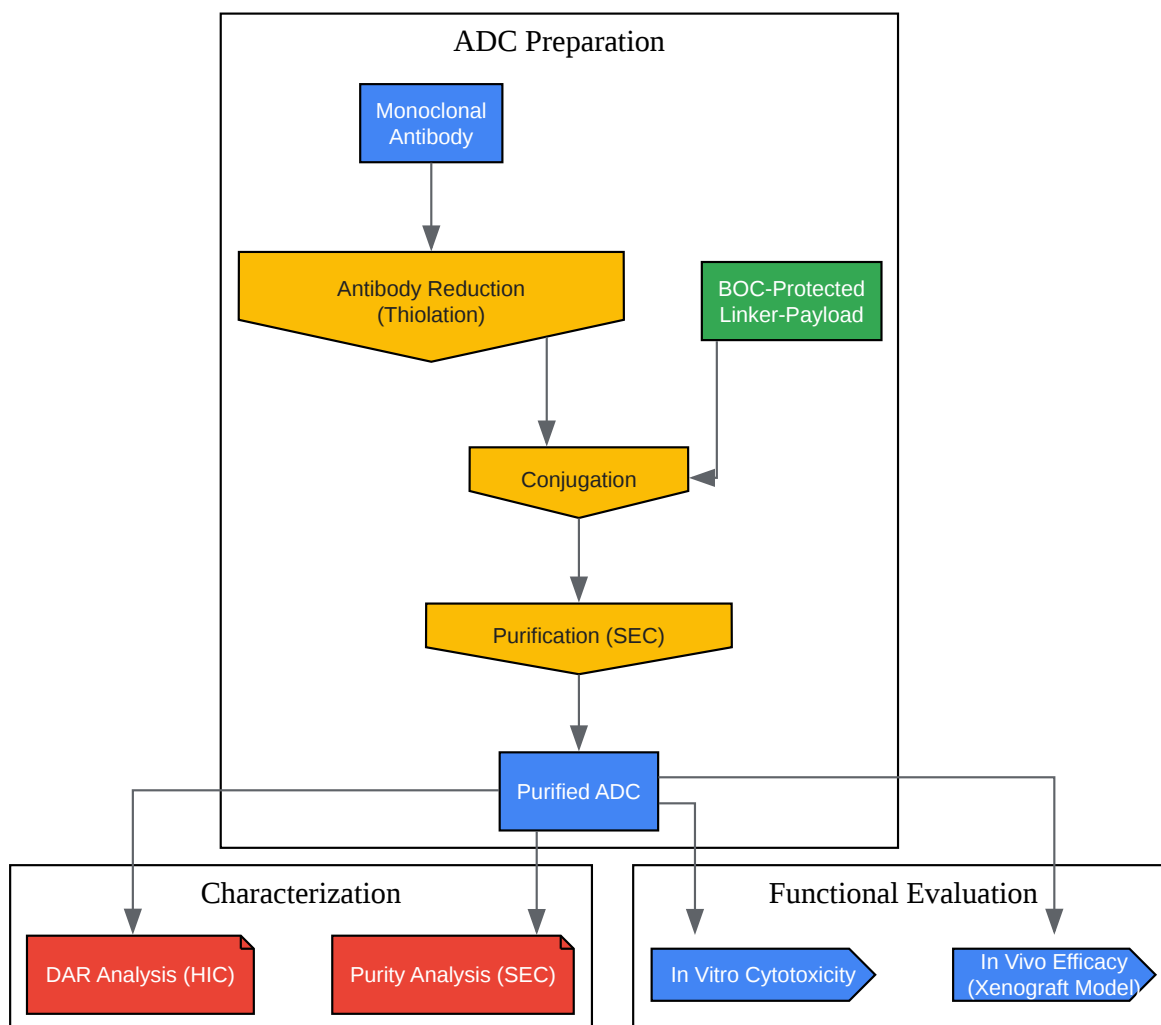 ADC Preparation
Monoclonal
Antibody
Antibody Reduction
(Thiolation)
BOC-Protected
Linker-Payload
Conjugation
Purification (SEC)
Purified ADC
Characterization
DAR Analysis (HIC)
Purity Analysis (SEC)
Functional Evaluation
In Vitro Cytotoxicity
In Vivo Efficacy
(Xenograft Model)